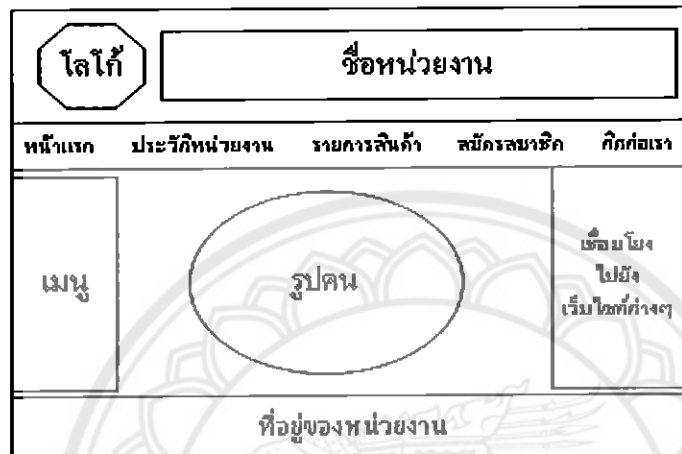 โลโก้
ชื่อหน่วยงาน
หน้าแรก ประวัติหน่วยงาน รายการสินค้า สมัครสมาชิก ติดต่อเรา
เมนู
รูปคน
เชื่อมโยง
ไปยัง
เว็บไซต์ต่างๆ
ที่อยู่ของหน่วยงาน